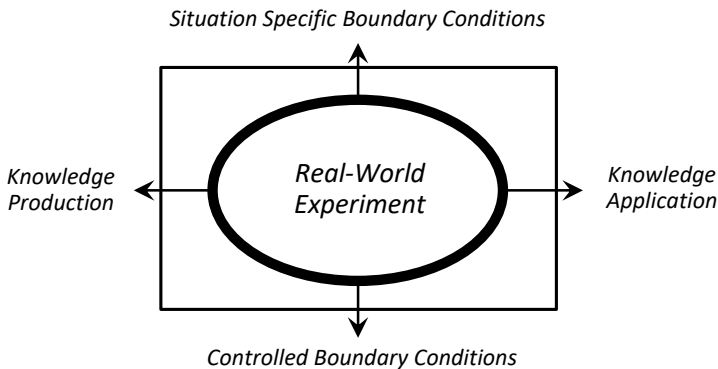 Situation Specific Boundary Conditions
Knowledge
Production
Real-World
Experiment
Knowledge
Application
Controlled Boundary Conditions